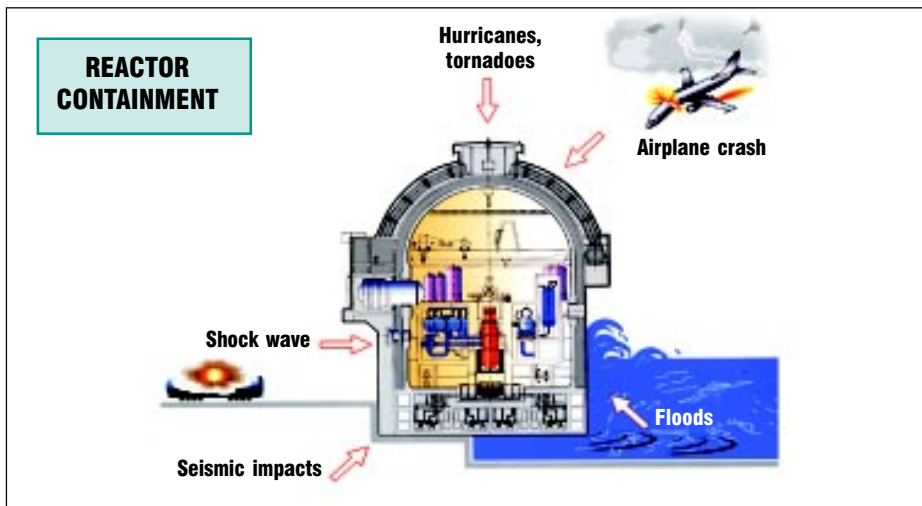 REACTOR
CONTAINMENT
Hurricanes,
tornadoes
Airplane crash
Shock wave
Floods
Seismic impacts